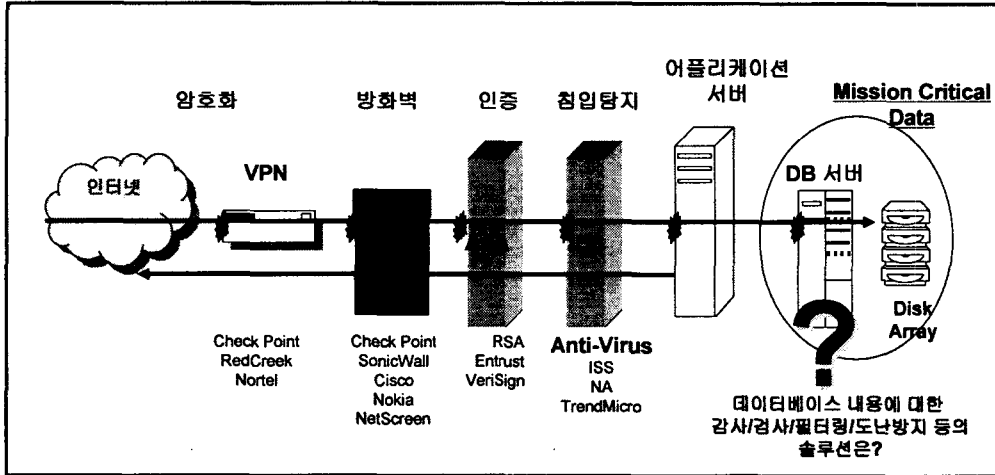 암호화
방화벽
인증
침입탐지
어플리케이션
서버
Mission Critical
Data
인터넷
VPN
DB 서버
Check Point
RedCreek
Nortel
Check Point
SonicWall
Cisco
Nokia
NetScreen
RSA
Entrust
VeriSign
Anti-Virus
ISS
NA
TrendMicro
Disk
Array
?
데이터베이스 내용에 대한
감사/검사/필터링/도난방지 등의
솔루션은?